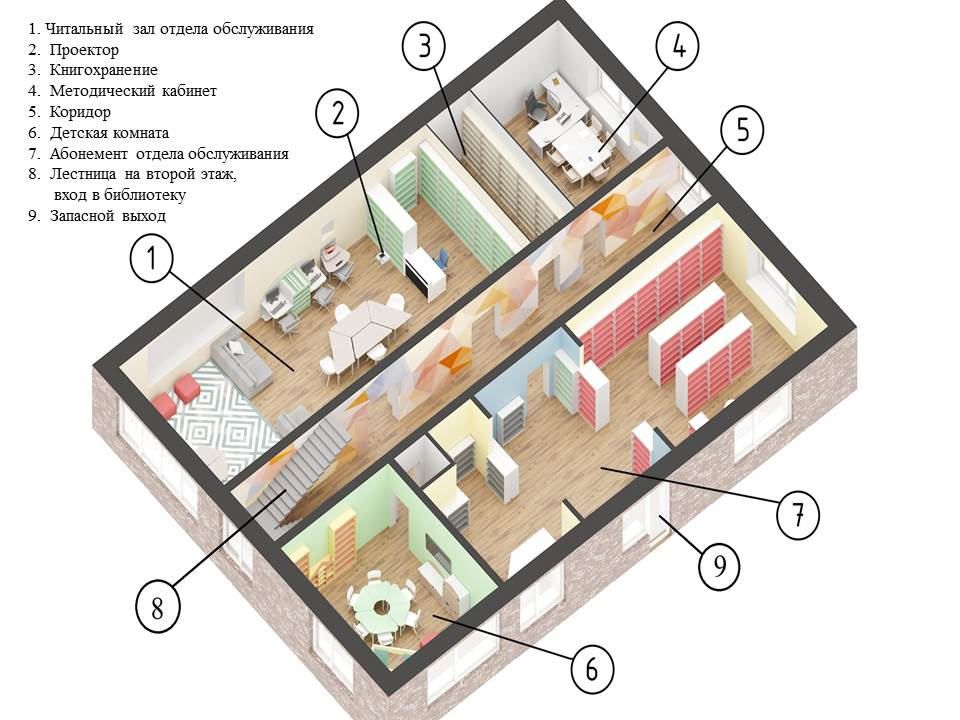 1. Читальный зал отдела обслуживания
2. Проектор
3. Книгохранение
4. Методический кабинет
5. Коридор
6. Детская комната
7. Абонемент отдела обслуживания
8. Лестница на второй этаж,
вход в библиотеку
9. Запасной выход
3
4
2
5
1
7
9
8
6